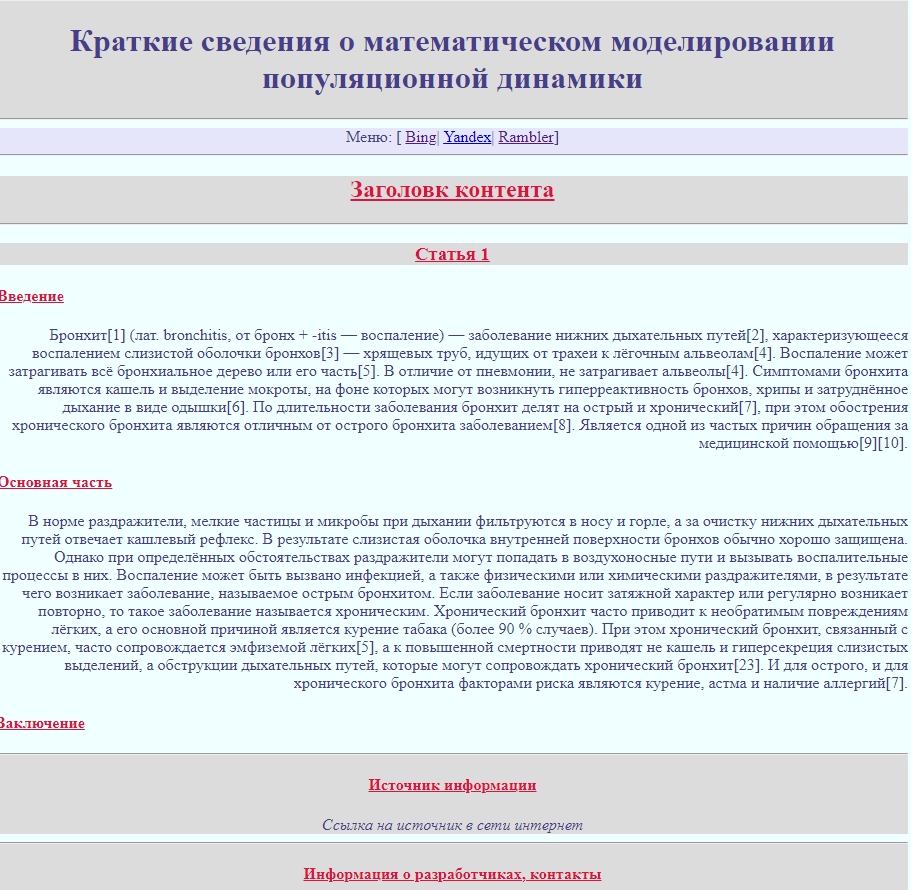 Краткие сведения о математическом моделировании
популяционной динамики
Меню: [ Bing| Yandex| Rambler]
Заголовк контента
Статья 1
Введение
Бронхит[1] (лат. bronchitis, от бронх + -itis — воспаление) — заболевание нижних дыхательных путей[2], характеризующееся
воспалением слизистой оболочки бронхов[3] — хрящевых труб, идущих от трахеи к лёгочным альвеолам[4]. Воспаление может
затрагивать всё бронхиальное дерево или его часть[5]. В отличие от пневмонии, не затрагивает альвеолы[4]. Симптомами бронхита
являются кашель и выделение мокроты, на фоне которых могут возникнуть гиперреактивность бронхов, хрипы и затруднённое
дыхание в виде одышки[6]. По длительности заболевания бронхит делят на острый и хронический[7], при этом обострения
хронического бронхита являются отличным от острого бронхита заболеванием[8]. Является одной из частых причин обращения за
медицинской помощью[9][10].
Основная часть
В норме раздражители, мелкие частицы и микробы при дыхании фильтруются в носу и горле, а за очистку нижних дыхательных
путей отвечает кашлевый рефлекс. В результате слизистая оболочка внутренней поверхности бронхов обычно хорошо защищена.
Однако при определённых обстоятельствах раздражители могут попадать в воздухоносные пути и вызывать воспалительные
процессы в них. Воспаление может быть вызвано инфекцией, а также физическими или химическими раздражителями, в результате
чего возникает заболевание, называемое острым бронхитом. Если заболевание носит затяжной характер или регулярно возникает
повторно, то такое заболевание называется хроническим. Хронический бронхит часто приводит к необратимым повреждениям
лёгких, а его основной причиной является курение табака (более 90 % случаев). При этом хронический бронхит, связанный с
курением, часто сопровождается эмфиземой лёгких[5], а к повышенной смертности приводят не кашель и гиперсекреция слизистых
выделений, а обструкции дыхательных путей, которые могут сопровождать хронический бронхит[23]. И для острого, и для
хронического бронхита факторами риска являются курение, астма и наличие аллергий[7].
Заключение
Источник информации
Ссылка на источник в сети интернет
Информация о разработчиках, контакты